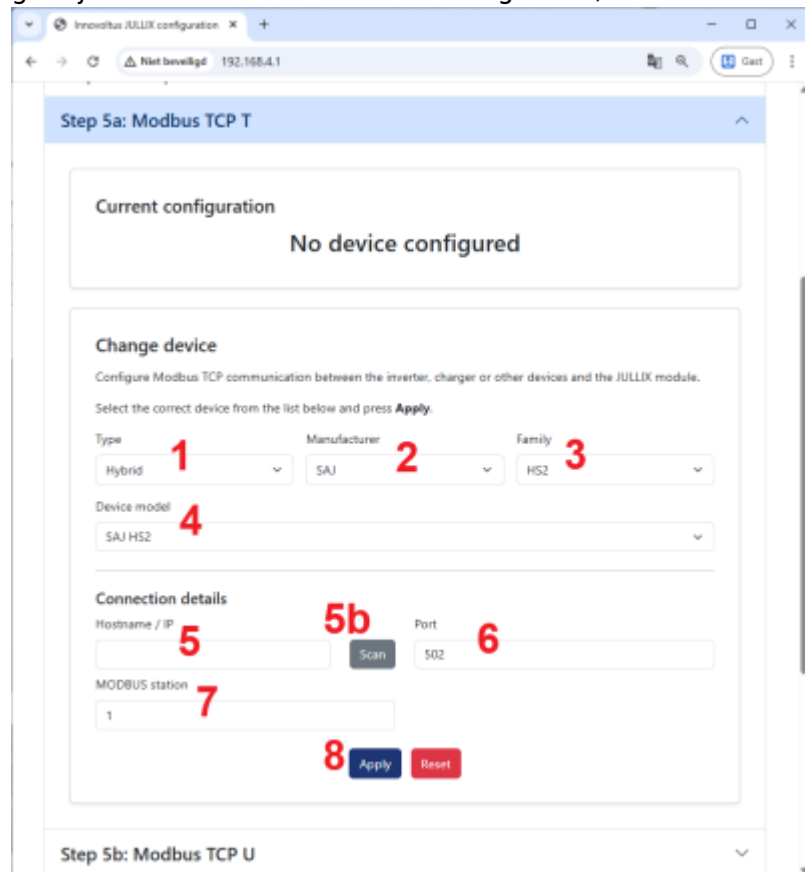 Innovoltus JULLIX configuration
Niet beveiligd 192.168.4.1 Gast
Step 5a: Modbus TCP T
Current configuration
No device configured
Change device
Configure Modbus TCP communication between the inverter, charger or other devices and the JULLIX module.
Select the correct device from the list below and press Apply.
Type 1 Manufacturer 2 Family 3
Hybrid SAJ HS2
Device model 4
SAJ HS2
Connection details
Hostname / IP 5 5b Port 6
Scan 502
MODBUS station 7
1
8 Apply Reset
Step 5b: Modbus TCP U